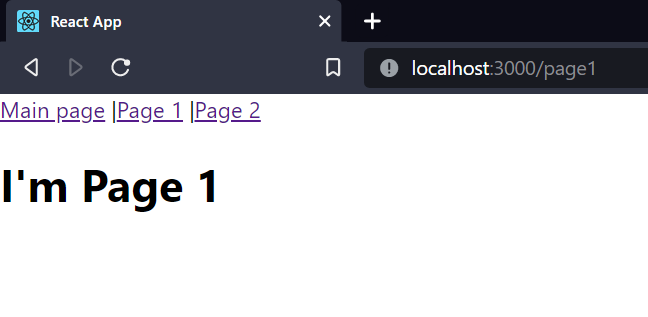 React App
localhost:3000/page1
Main page |Page 1 |Page 2
I'm Page 1